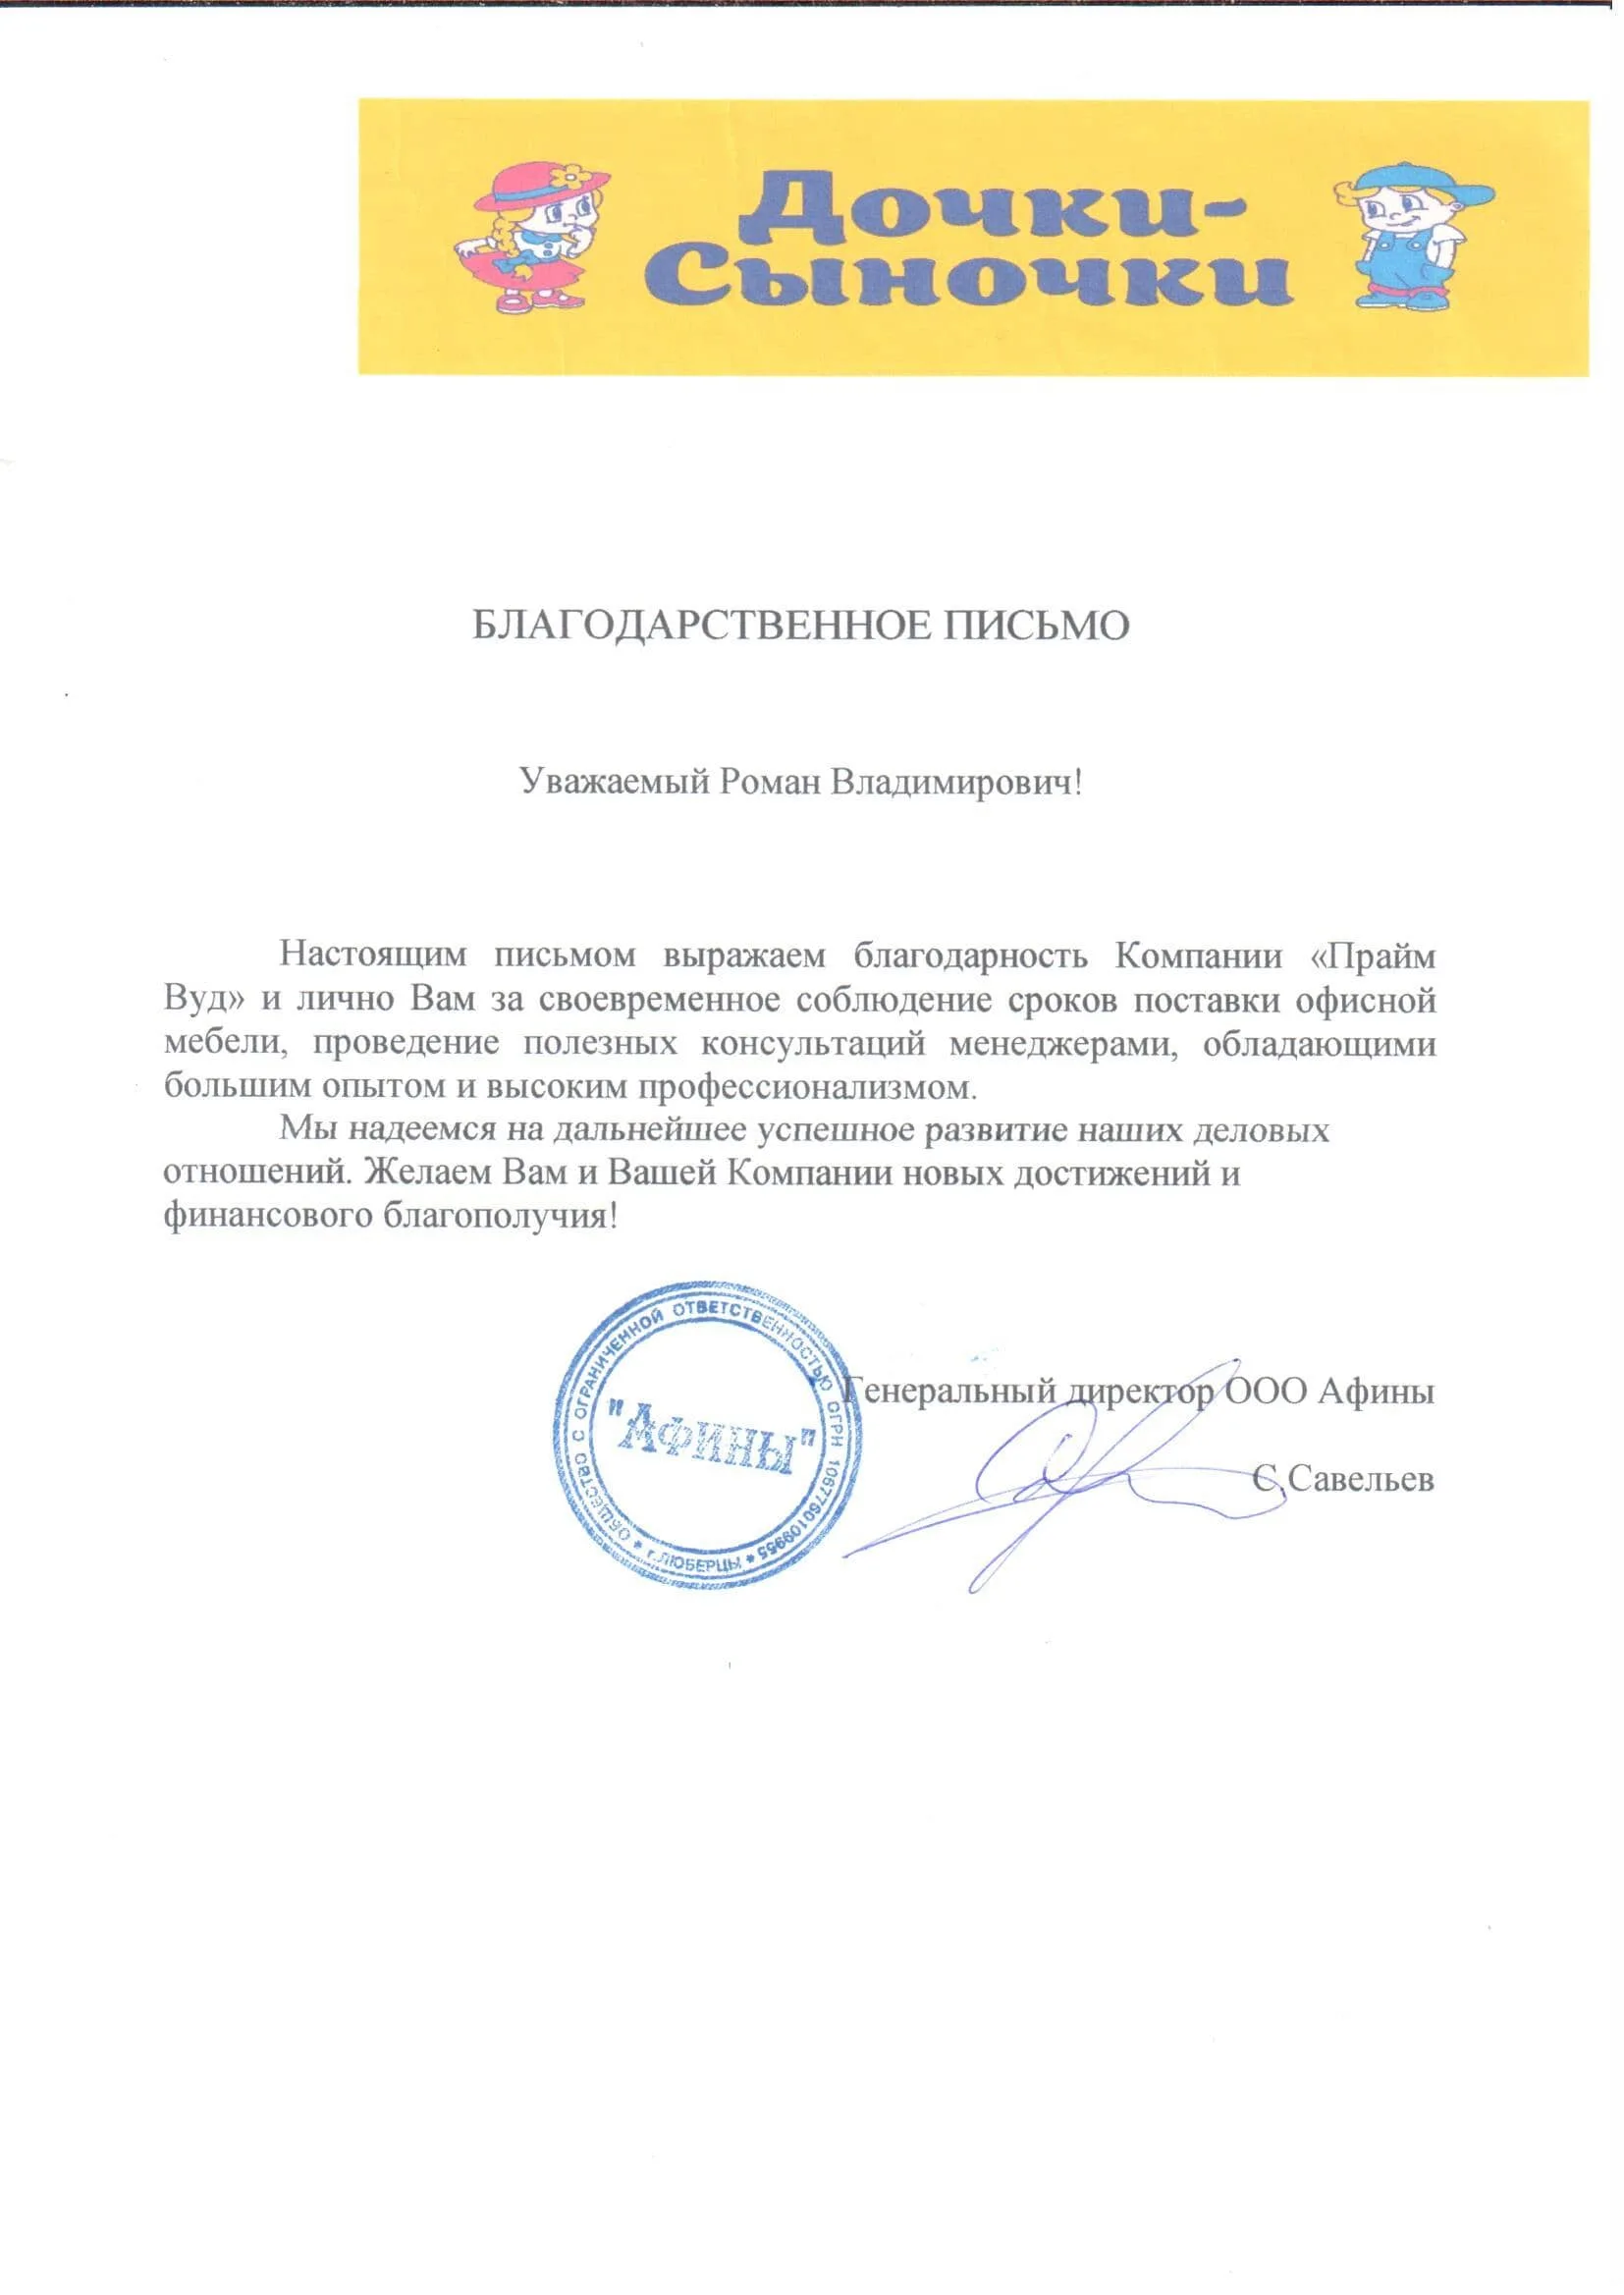 Дочки-
Сыночки
БЛАГОДАРСТВЕННОЕ ПИСЬМО
Уважаемый Роман Владимирович!
Настоящим письмом выражаем благодарность Компании «Прайм
Вуд» и лично Вам за своевременное соблюдение сроков поставки офисной
мебели, проведение полезных консультаций менеджерами, обладающими
большим опытом и высоким профессионализмом.
Мы надеемся на дальнейшее успешное развитие наших деловых
отношений. Желаем Вам и Вашей Компании новых достижений и
финансового благополучия!
ОБЩЕСТВО С ОГРАНИЧЕННОЙ ОТВЕТСТВЕННОСТЬЮ ОГРН 1067760109955
* г.ЛЮБЕРЦЫ *
"АФИНЫ"
Генеральный директор ООО Афины
С.Савельев